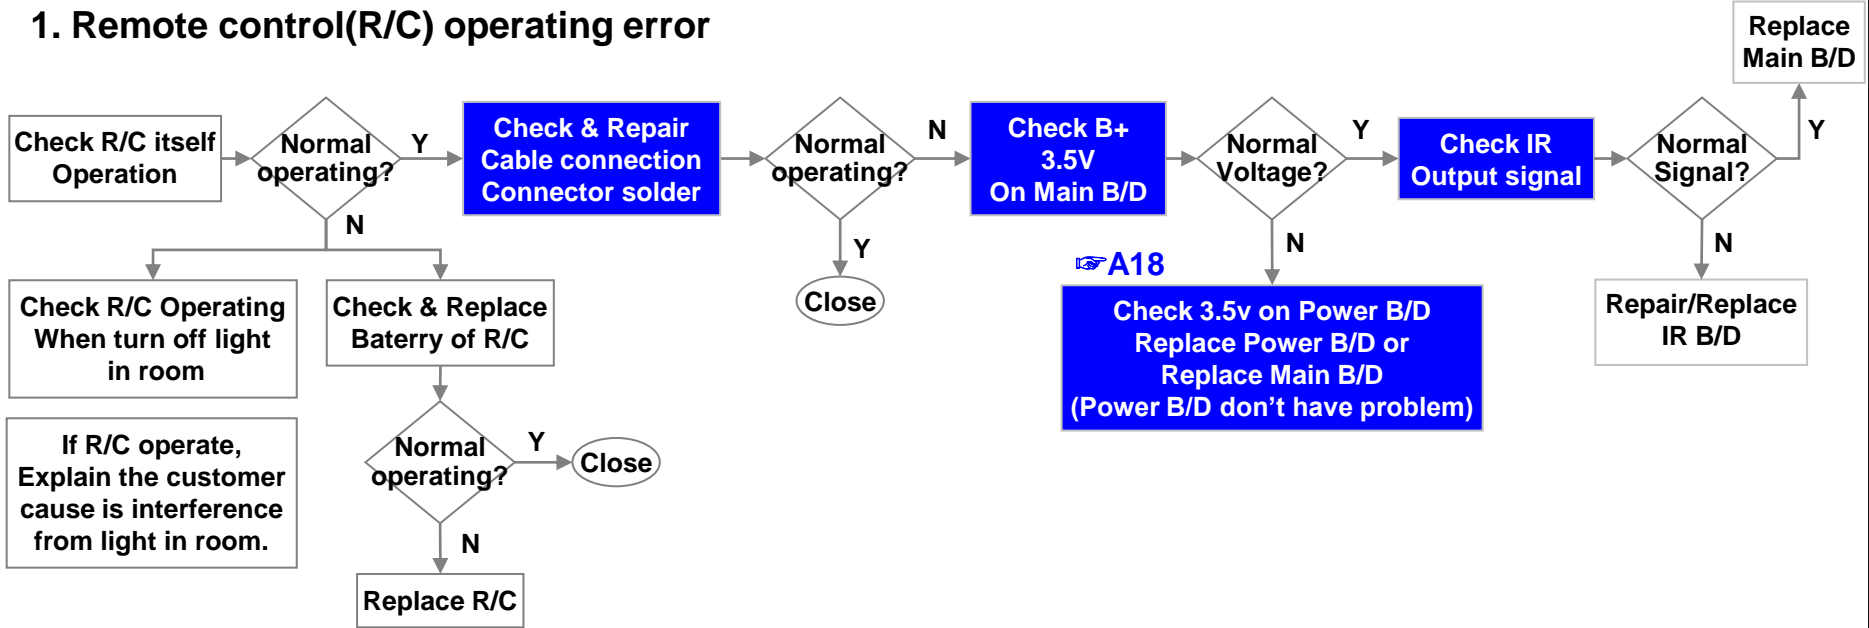 1. Remote control(R/C) operating error
Replace
Main B/D
Check R/C itself
Operation
Normal
operating?
Y
Check & Repair
Cable connection
Connector solder
Normal
operating?
N
Check B+
3.5V
On Main B/D
Normal
Voltage?
Y
Check IR
Output signal
Normal
Signal?
Y
N
Y
N
N
☞A18
Close
Check R/C Operating
When turn off light
in room
Check & Replace
Baterry of R/C
Check 3.5v on Power B/D
Replace Power B/D or
Replace Main B/D
(Power B/D don't have problem)
Repair/Replace
IR B/D
If R/C operate,
Explain the customer
cause is interference
from light in room.
Normal
operating?
Y
Close
N
Replace R/C